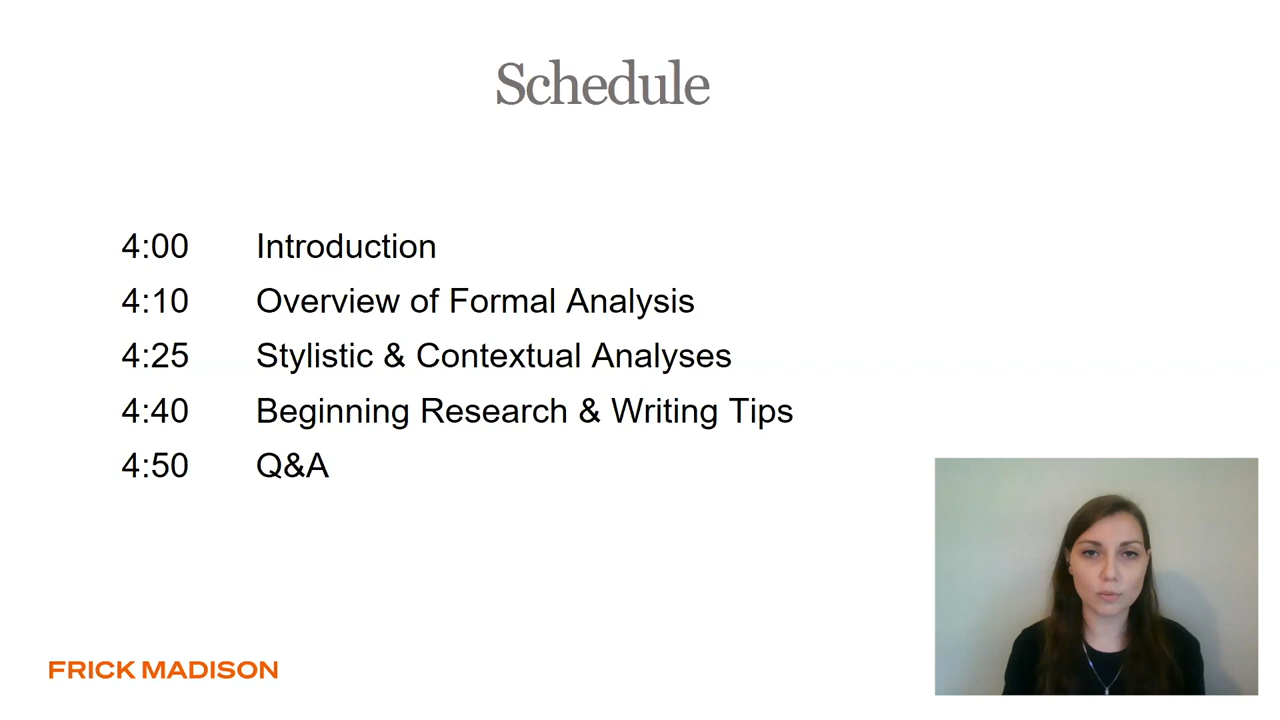 Schedule
4:00 Introduction
4:10 Overview of Formal Analysis
4:25 Stylistic & Contextual Analyses
4:40 Beginning Research & Writing Tips
4:50 Q&A
FRICK MADISON